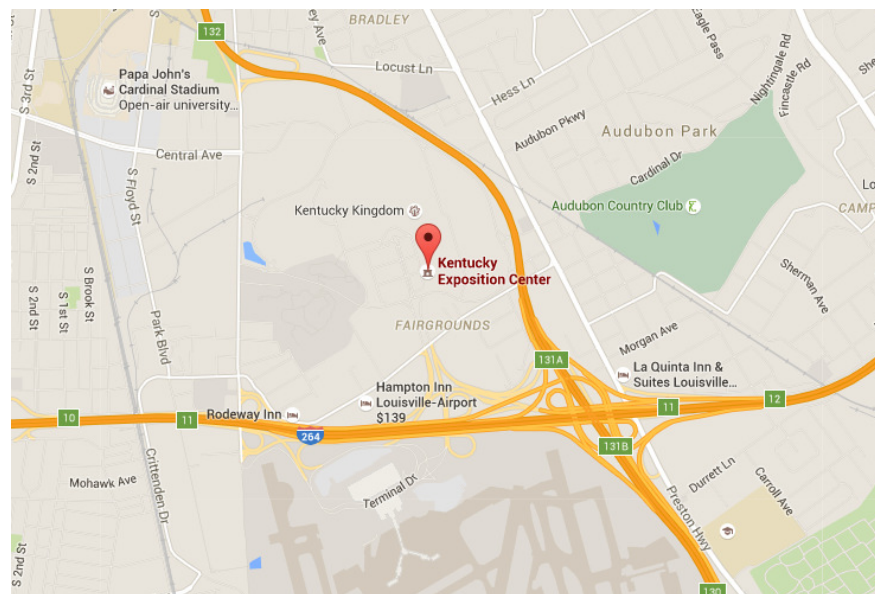 BRADLEY
132
Locust Ln
Eagle Pass
Nightingale Rd
Fincastle Rd
S 3rd St
Papa John's
Cardinal Stadium
Open-air university...
Hess Ln
Audubon Pkwy
Audubon Park
Cardinal Dr
S 2nd St
Central Ave
S Floyd St
Kentucky Kingdom
Audubon Country Club
Kentucky
Exposition Center
Sherman Ave
S Brook St
S 1st St
S 2nd St
Park Blvd
FAIRGROUNDS
Morgan Ave
131A
La Quinta Inn &
Suites Louisville...
Hampton Inn
Louisville-Airport
$139
Rodeway Inn
10
11
264
11
12
131B
Mohawk Ave
Crittenden Dr
Terminal Dr
Durrett Ln
Carroll Ave
Preston Hwy
S 2nd St
130